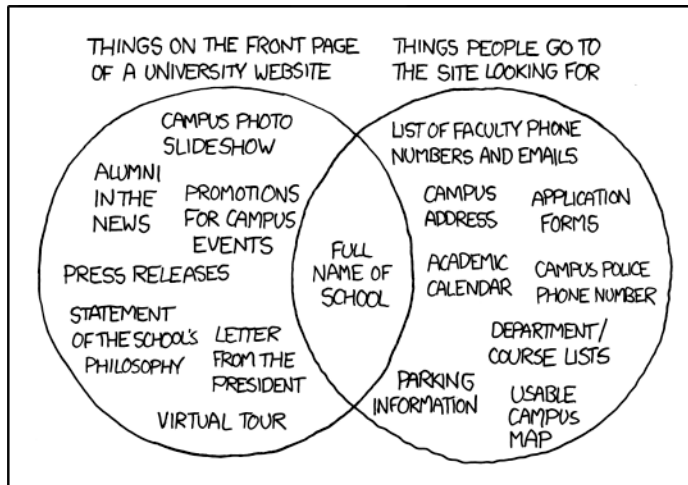 THINGS ON THE FRONT PAGE
OF A UNIVERSITY WEBSITE
THINGS PEOPLE GO TO
THE SITE LOOKING FOR
CAMPUS PHOTO
SLIDESHOW
ALUMNI
IN THE
NEWS
PROMOTIONS
FOR CAMPUS
EVENTS
PRESS RELEASES
STATEMENT
OF THE SCHOOL'S
PHILOSOPHY
LETTER
FROM THE
PRESIDENT
VIRTUAL TOUR
FULL
NAME OF
SCHOOL
LIST OF FACULTY PHONE
NUMBERS AND EMAILS
CAMPUS
ADDRESS
APPLICATION
FORMS
ACADEMIC
CALENDAR
CAMPUS POLICE
PHONE NUMBER
DEPARTMENT/
COURSE LISTS
PARKING
INFORMATION
USABLE
CAMPUS
MAP